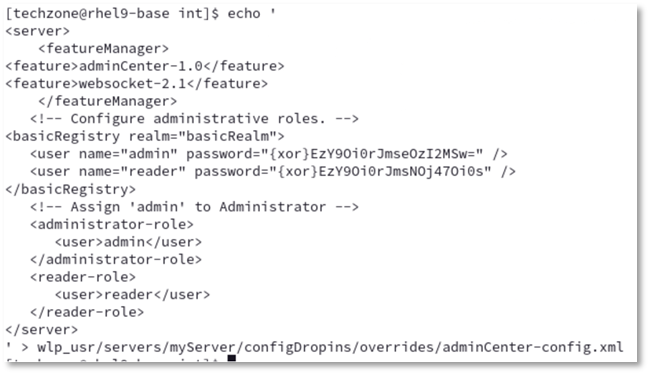 [techzone@rhel9-base int]$ echo '
<server>
<featureManager>
<feature>adminCenter-1.0</feature>
<feature>websocket-2.1</feature>
</featureManager>
<!-- Configure administrative roles. -->
<basicRegistry realm="basicRealm">
<user name="admin" password="{xor}EzY9Oi0rJmseOzI2MSw=" />
<user name="reader" password="{xor}EzY9Oi0rJmsNOj47Oi0s" />
</basicRegistry>
<!-- Assign 'admin' to Administrator -->
<administrator-role>
<user>admin</user>
</administrator-role>
<reader-role>
<user>reader</user>
</reader-role>
</server>
' > wlp_usr/servers/myServer/configDropins/overrides/adminCenter-config.xml